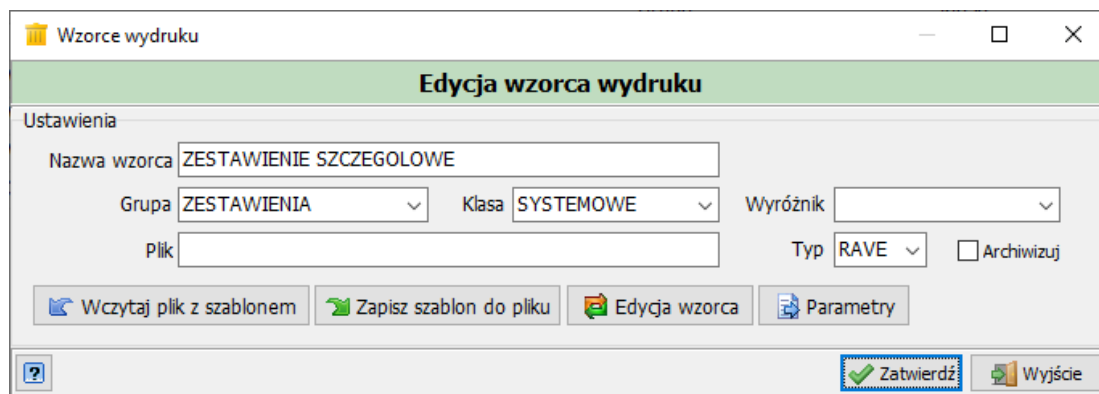 Wzorce wydruku
Edycja wzorca wydruku
Ustawienia
Nazwa wzorca ZESTAWIENIE SZCZEGOLOWE
Grupa ZESTAWIENIA Klasa SYSTEMOWE Wyróżnik
Plik Typ RAVE Archiwizuj
Wczytaj plik z szablonem Zapisz szablon do pliku Edycja wzorca Parametry
? Zatwierdź Wyjście